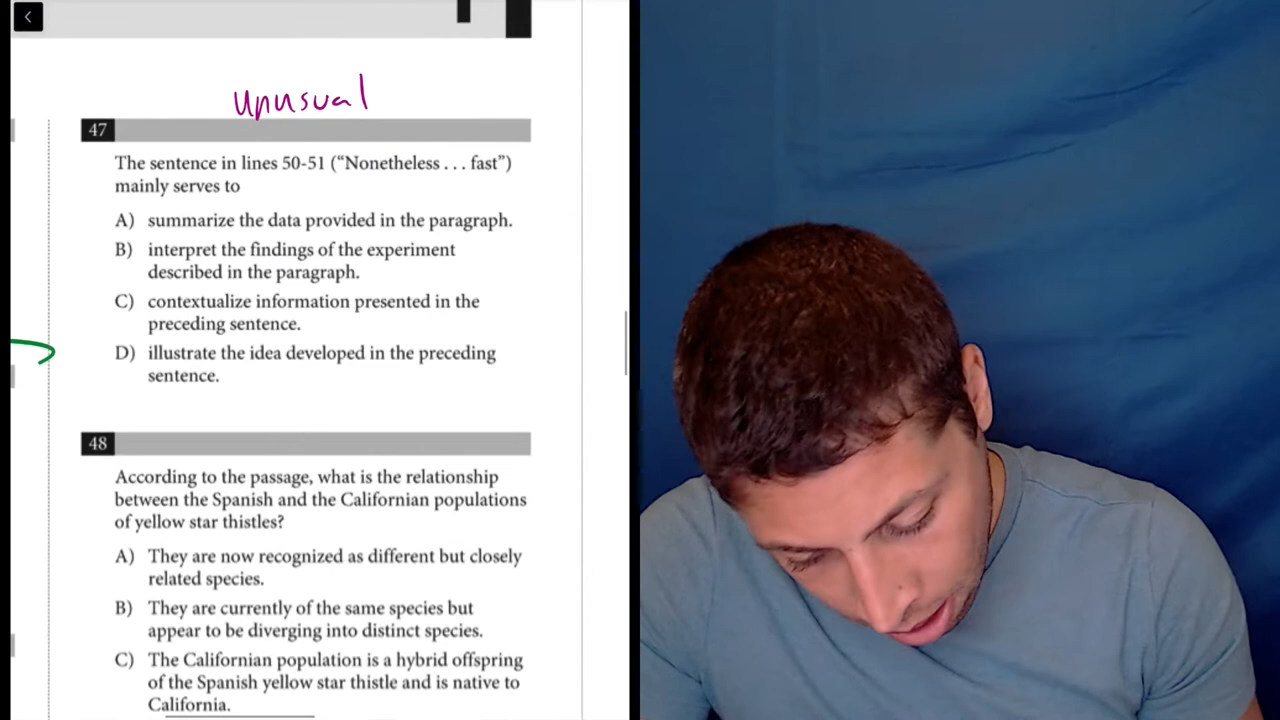 unusual
47
The sentence in lines 50-51 (“Nonetheless . . . fast”)
mainly serves to
A) summarize the data provided in the paragraph.
B) interpret the findings of the experiment
described in the paragraph.
C) contextualize information presented in the
preceding sentence.
D) illustrate the idea developed in the preceding
sentence.
48
According to the passage, what is the relationship
between the Spanish and the Californian populations
of yellow star thistles?
A) They are now recognized as different but closely
related species.
B) They are currently of the same species but
appear to be diverging into distinct species.
C) The Californian population is a hybrid offspring
of the Spanish yellow star thistle and is native to
California.